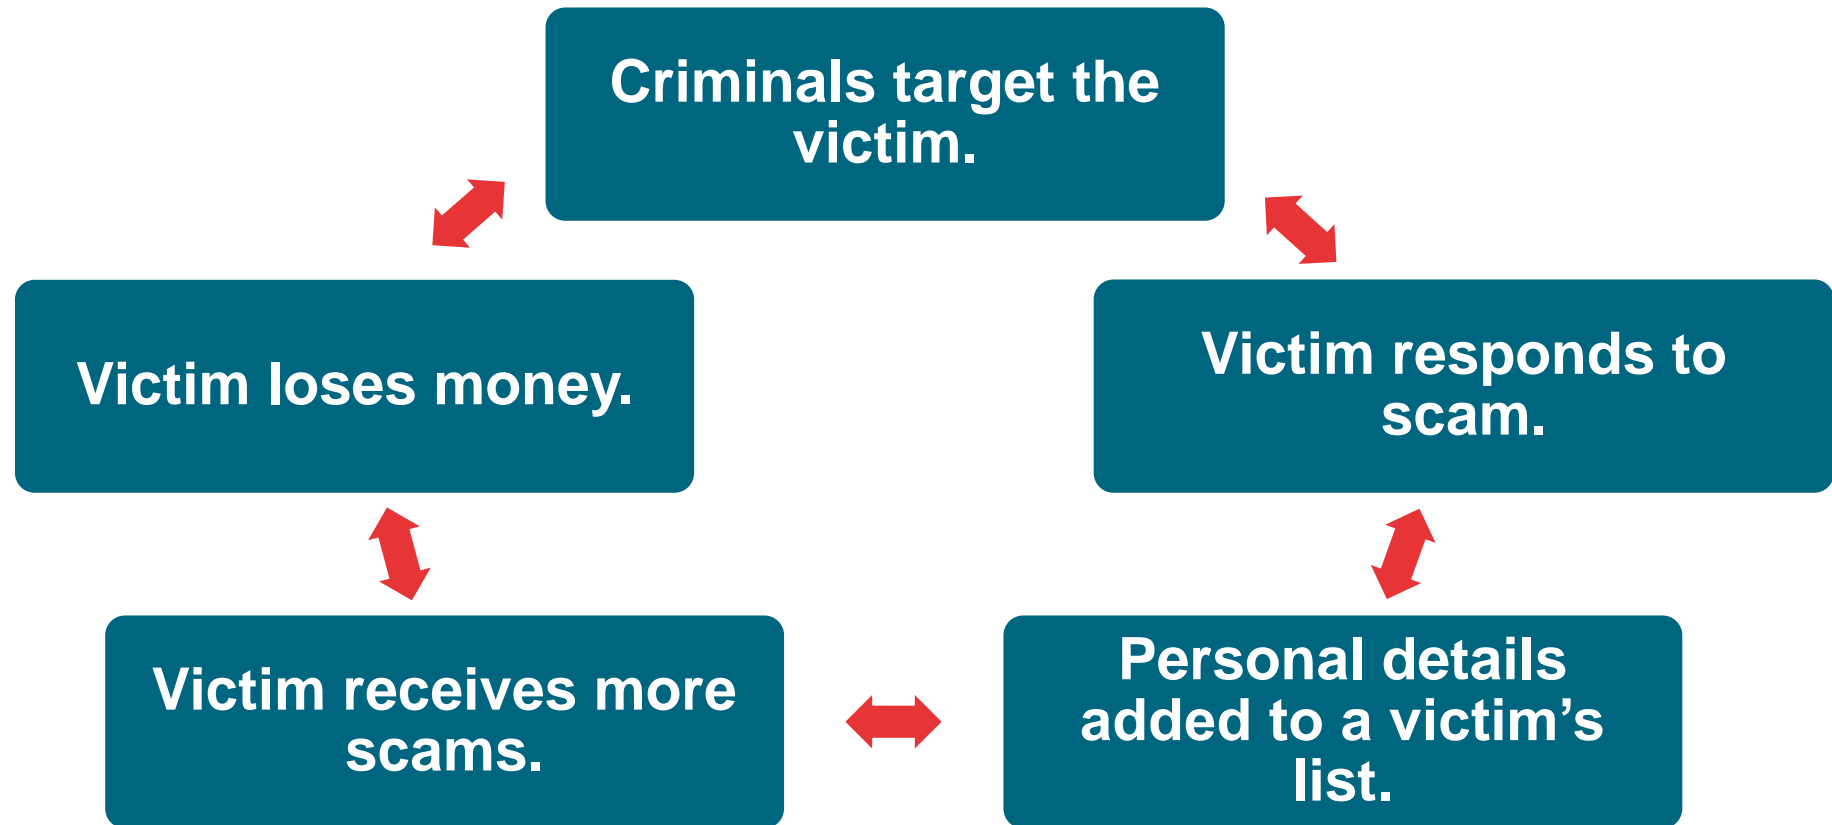 Criminals target the
victim.
Victim responds to
scam.
Personal details
added to a victim’s
list.
Victim receives more
scams.
Victim loses money.